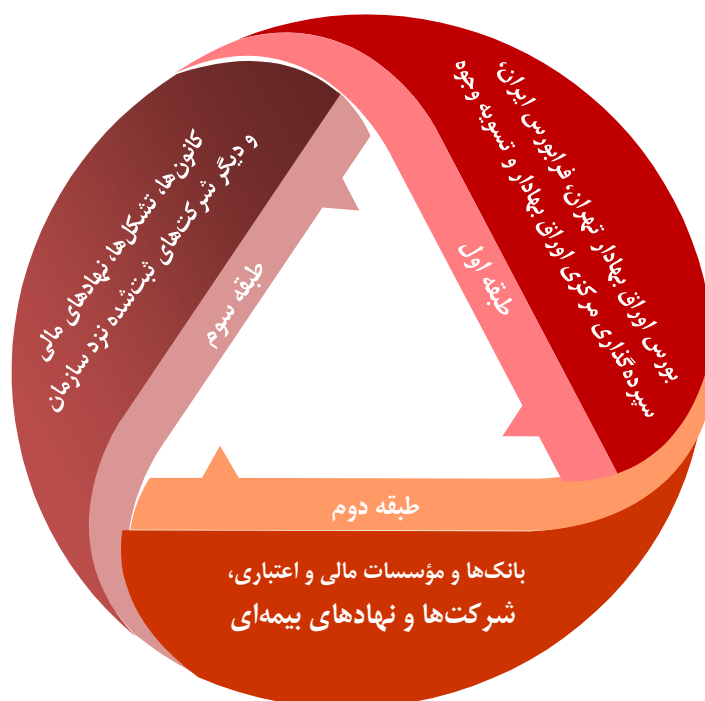 بورس اوراق بهادار تهران، فرابورس ایران،
سپرده‌گذاری مرکزی اوراق بهادار و تسویه وجوه
طبقه اول
طبقه دوم
بانک‌ها و مؤسسات مالی و اعتباری،
شرکت‌ها و نهادهای بیمه‌ای
طبقه سوم
کانون‌ها، تشکل‌ها، نهادهای مالی
و دیگر شرکت‌های ثبت‌شده نزد سازمان